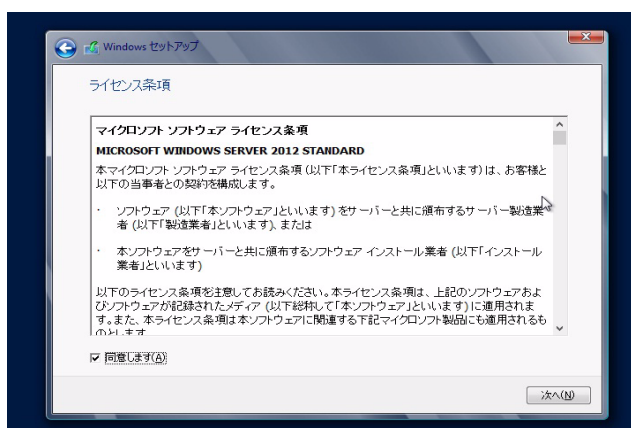 Windows セットアップ
ライセンス条項
マイクロソフト ソフトウェア ライセンス条項
MICROSOFT WINDOWS SERVER 2012 STANDARD
本マイクロソフト ソフトウェア ライセンス条項 (以下「本ライセンス条項」といいます) は、お客様と
以下の当事者との契約を構成します。
· ソフトウェア (以下「本ソフトウェア」といいます) をサーバーと共に頒布するサーバー製造業
者 (以下「製造業者」といいます)、または
· 本ソフトウェアをサーバーと共に頒布するソフトウェア インストール業者 (以下「インストール
業者」といいます)
以下のライセンス条項を注意してお読みください。本ライセンス条項は、上記のソフトウェアおよ
びソフトウェアが記録されたメディア (以下総称して「本ソフトウェア」といいます) に適用されま
す。また、本ライセンス条項は本ソフトウェアに関連する下記マイクロソフト製品にも適用されるも
のとします
同意します(A)
次へ(N)